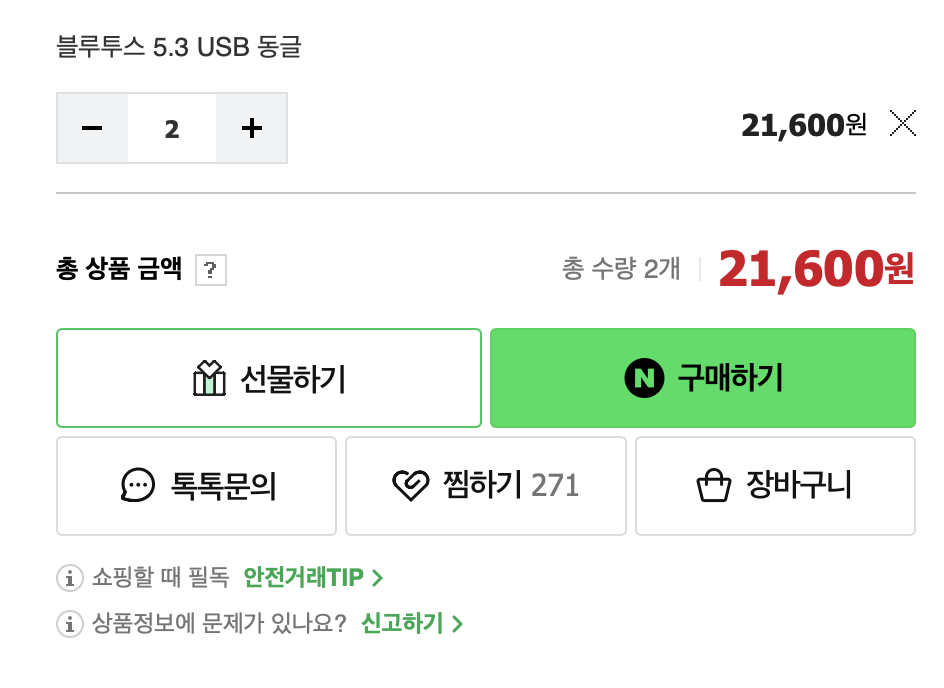 블루투스 5.3 USB 동글
− 2 + 21,600원
총 상품 금액 ? 총 수량 2개 21,600원
선물하기 N 구매하기
톡톡문의 찜하기 271 장바구니
쇼핑할 때 필독 안전거래TIP
상품정보에 문제가 있나요? 신고하기